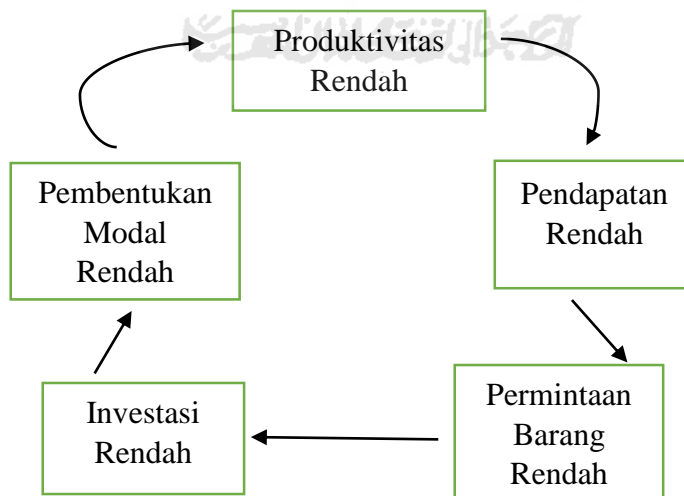 Produktivitas
Rendah
Pendapatan
Rendah
Permintaan
Barang
Rendah
Investasi
Rendah
Pembentukan
Modal
Rendah